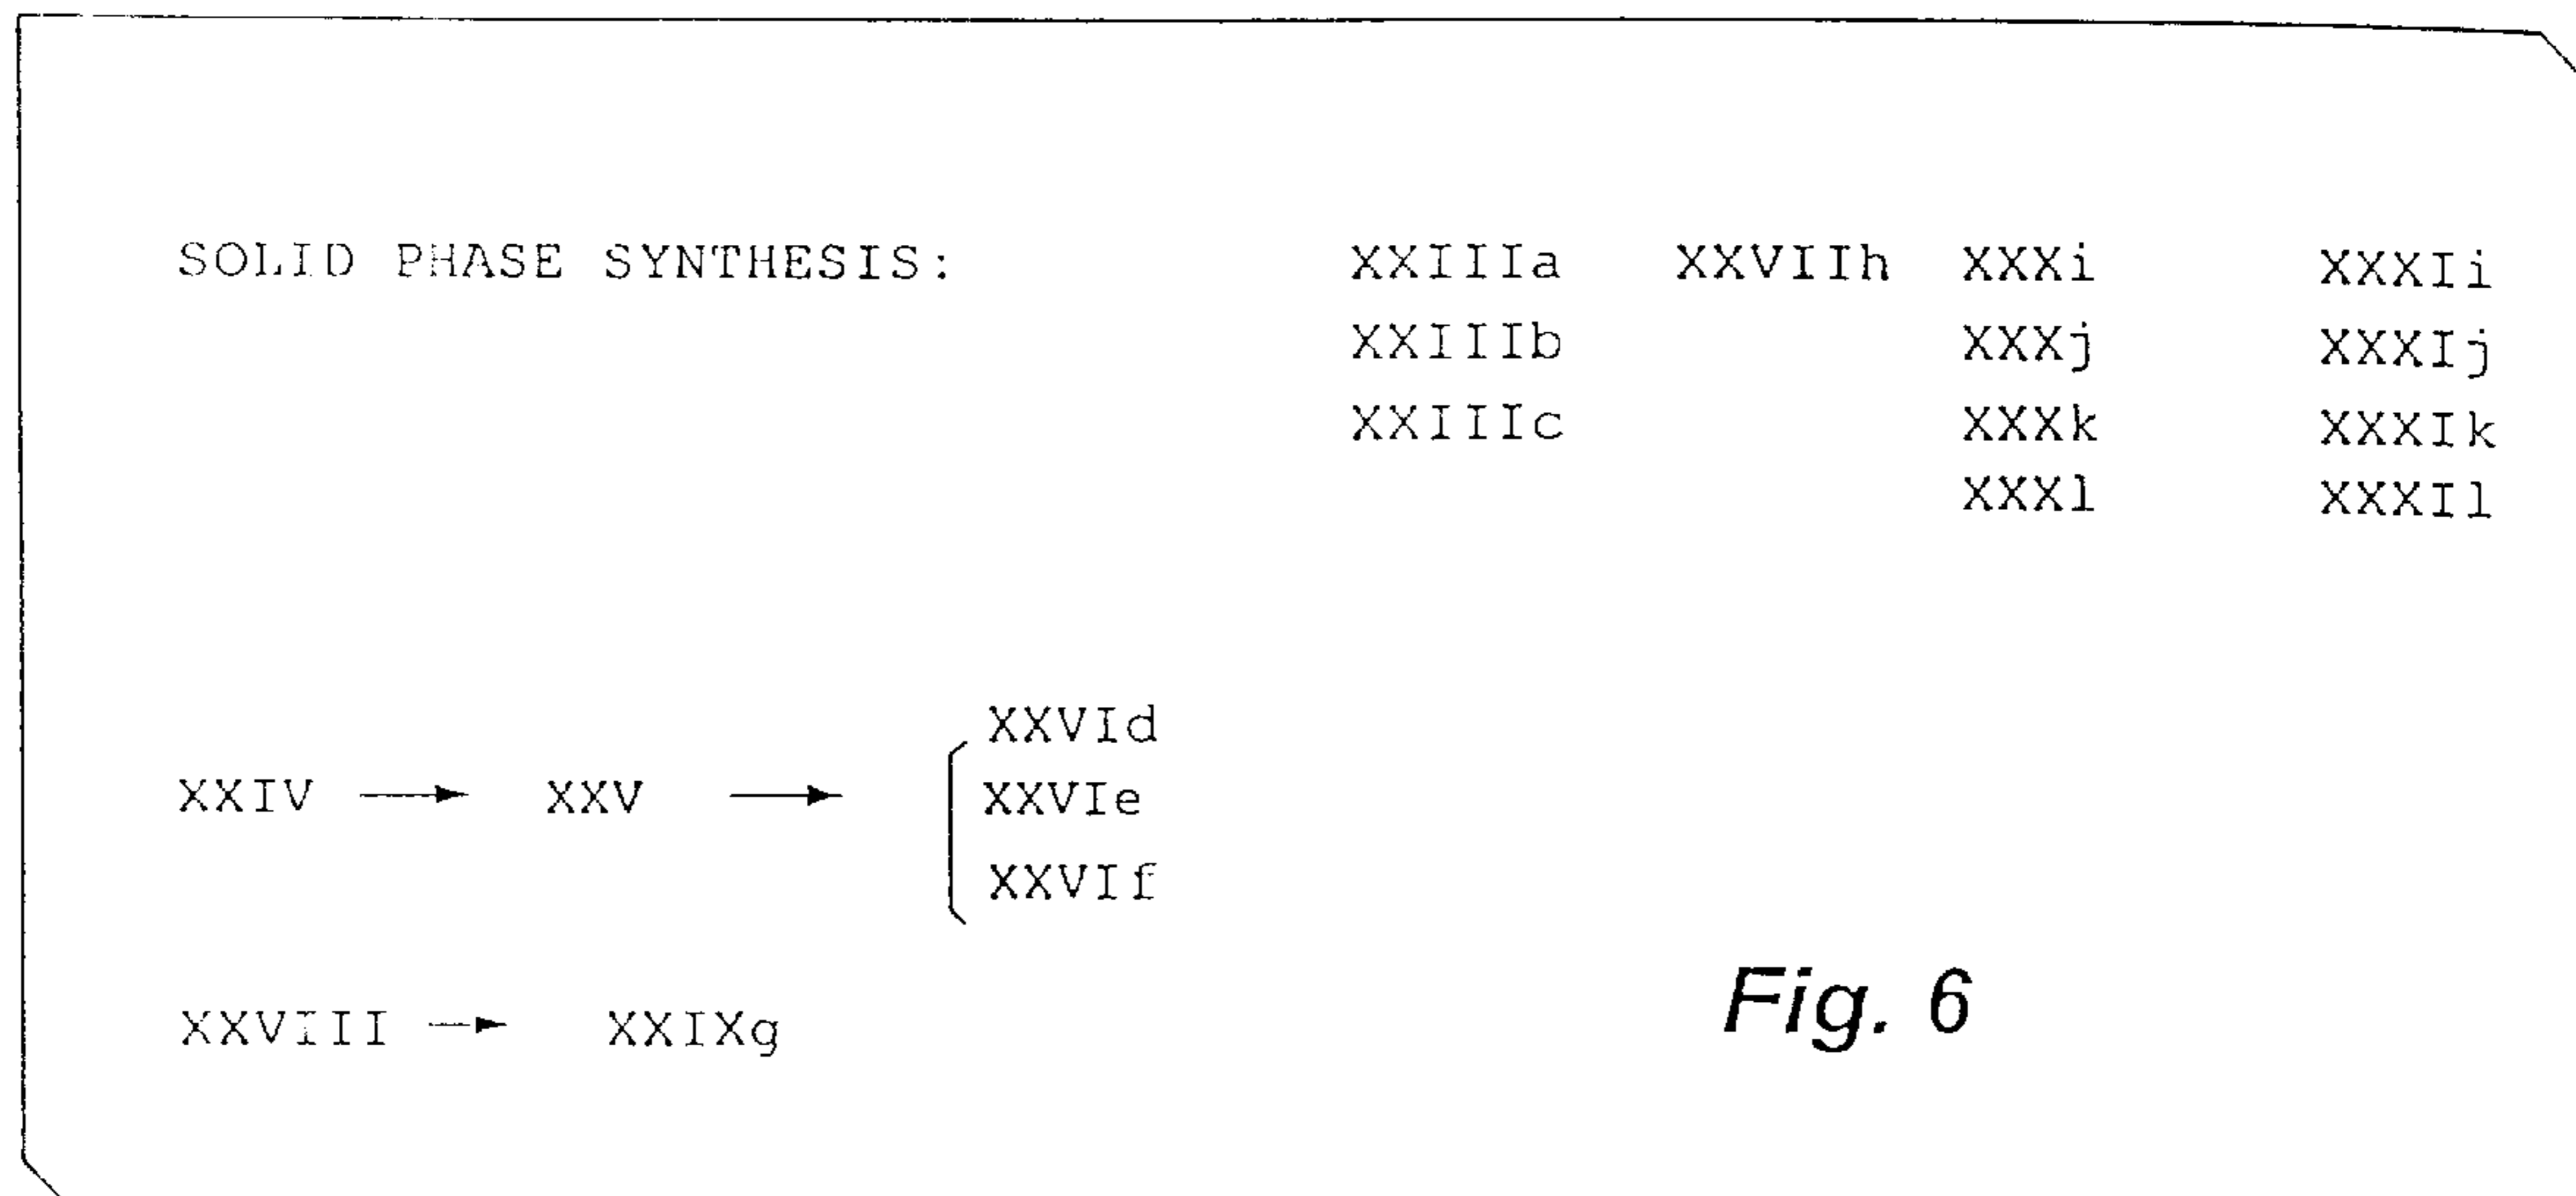 SOLID PHASE SYNTHESIS: XXIIIa XXVIIh XXXi XXXIi
XXIIIb XXXj XXXIj
XXIIIc XXXk XXXIk
XXXl XXXIl
XXVId
XXIV → XXV → XXVIe
XXVIf
XXVIII → XXIXg
Fig. 6